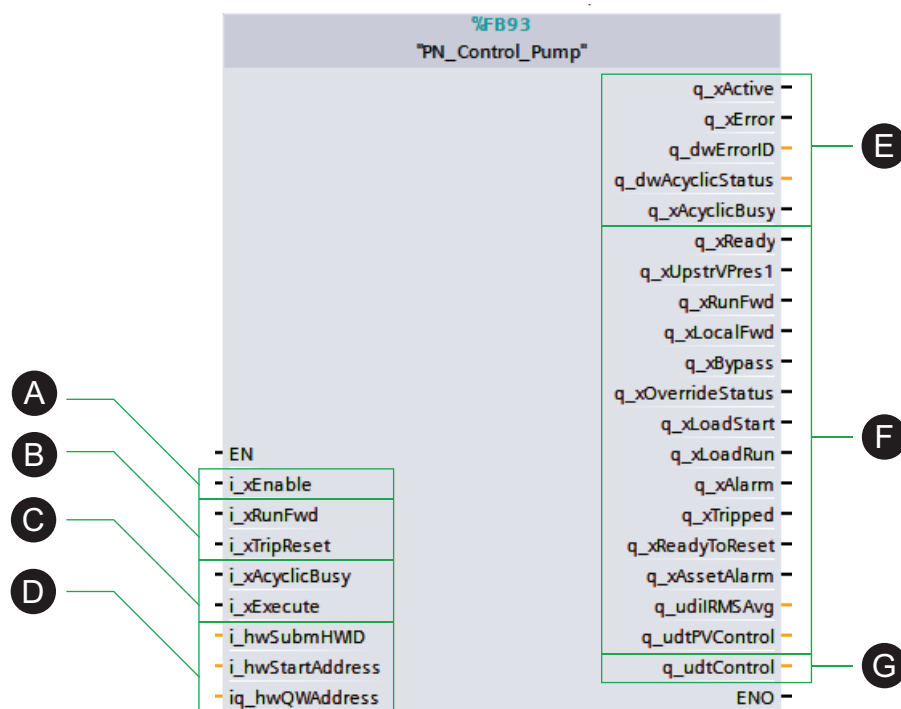 %FB93
"PN_Control_Pump"
q_xActive
q_xError
q_dwErrorID
q_dwAcyclicStatus
q_xAcyclicBusy
E
q_xReady
q_xUpstrVPres1
q_xRunFwd
q_xLocalFwd
q_xBypass
q_xOverrideStatus
q_xLoadStart
q_xLoadRun
q_xAlarm
q_xTripped
q_xReadyToReset
q_xAssetAlarm
q_udiIRMSAvg
q_udtPVControl
F
q_udtControl
G
ENO
A
B
C
D
EN
i_xEnable
i_xRunFwd
i_xTripReset
i_xAcyclicBusy
i_xExecute
i_hwSubmHWID
i_hwStartAddress
iq_hwQWAddress